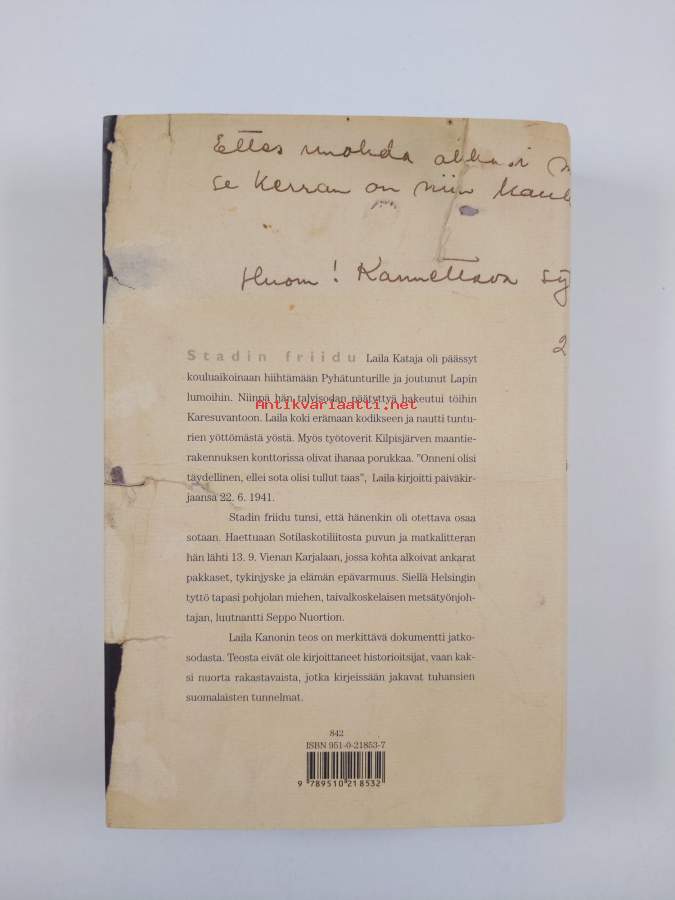 Ettes unohda
se kerran on niin
Huom! Kannettava
2
Stadin friidu Laila Kataja oli päässyt
kouluaikoinaan hiihtämään Pyhätunturille ja joutunut Lapin
lumoihin. Niinpä hän talvisodan päätyttyä hakeutui töihin
Antikvariaatti.net
Karesuvantoon. Laila koki erämaan kodikseen ja nautti tuntu-
rien yöttömästä yöstä. Myös työtoverit Kilpisjärven maantie-
rakennuksen konttorissa olivat ihanaa porukkaa. "Onneni olisi
täydellinen, ellei sota olisi tullut taas", Laila kirjoitti päiväkir-
jaansa 22. 6. 1941.
Stadin friidu tunsi, että hänenkin oli otettava osaa
sotaan. Haettuaan Sotilaskotiliitosta puvun ja matkalitteran
hän lähti 13. 9. Vienan Karjalaan, jossa kohta alkoivat ankarat
pakkaset, tykinjyske ja elämän epävarmuus. Siellä Helsingin
tyttö tapasi pohjolan miehen, taivalkoskelaisen metsätyönjoh-
tajan, luutnantti Seppo Nuortion.
Laila Kanonin teos on merkittävä dokumentti jatko-
sodasta. Teosta eivät ole kirjoittaneet historioitsijat, vaan kak-
si nuorta rakastavaista, jotka kirjeissään jakavat tuhansien
suomalaisten tunnelmat.
842
ISBN 951-0-21853-7
9 789510 218532